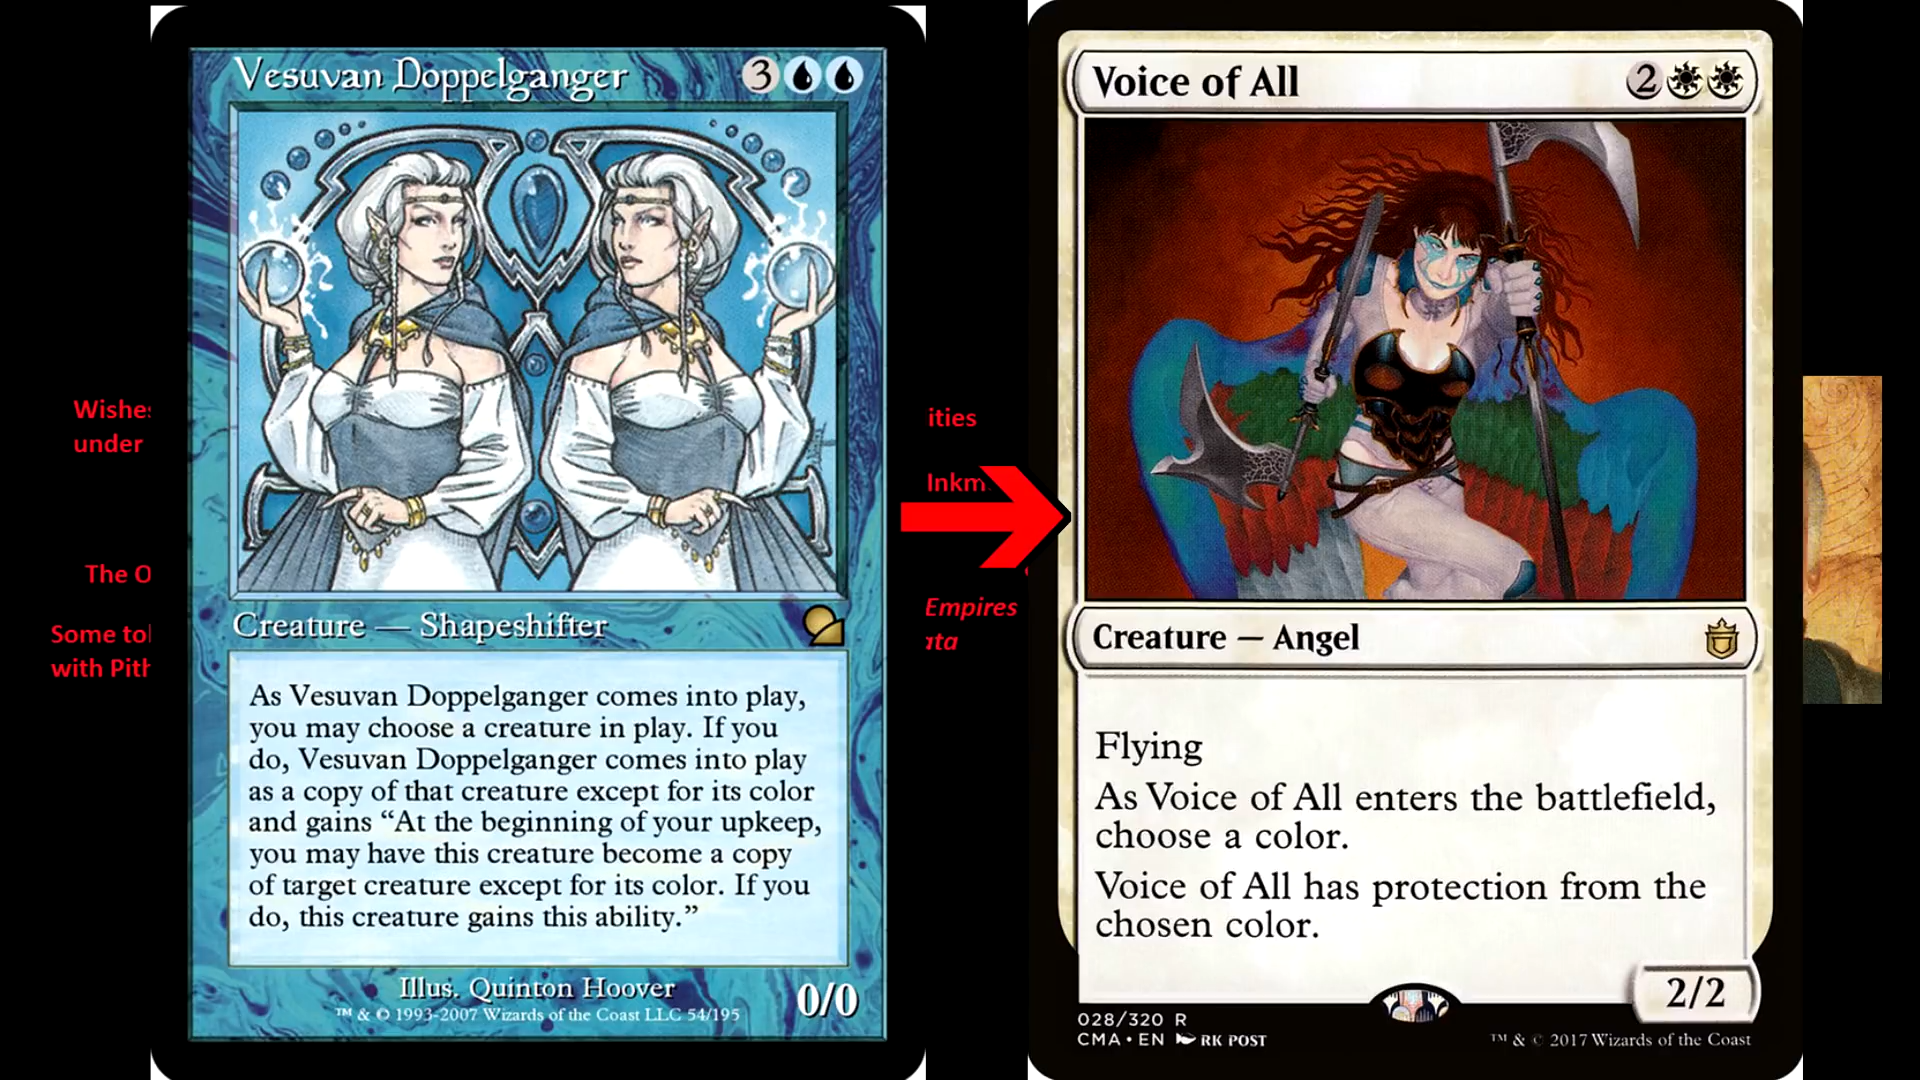 Vesuvan Doppelganger 3
Creature — Shapeshifter
As Vesuvan Doppelganger comes into play,
you may choose a creature in play. If you
do, Vesuvan Doppelganger comes into play
as a copy of that creature except for its color
and gains “At the beginning of your upkeep,
you may have this creature become a copy
of target creature except for its color. If you
do, this creature gains this ability.”
Illus. Quinton Hoover
™ & © 1993-2007 Wizards of the Coast LLC 54/195
0/0
Voice of All 2
Creature — Angel
Flying
As Voice of All enters the battlefield,
choose a color.
Voice of All has protection from the
chosen color.
2/2
028/320 R
CMA • EN RK POST
™ & © 2017 Wizards of the Coast
under
The O
with Pith
ities
Inkm
Empires